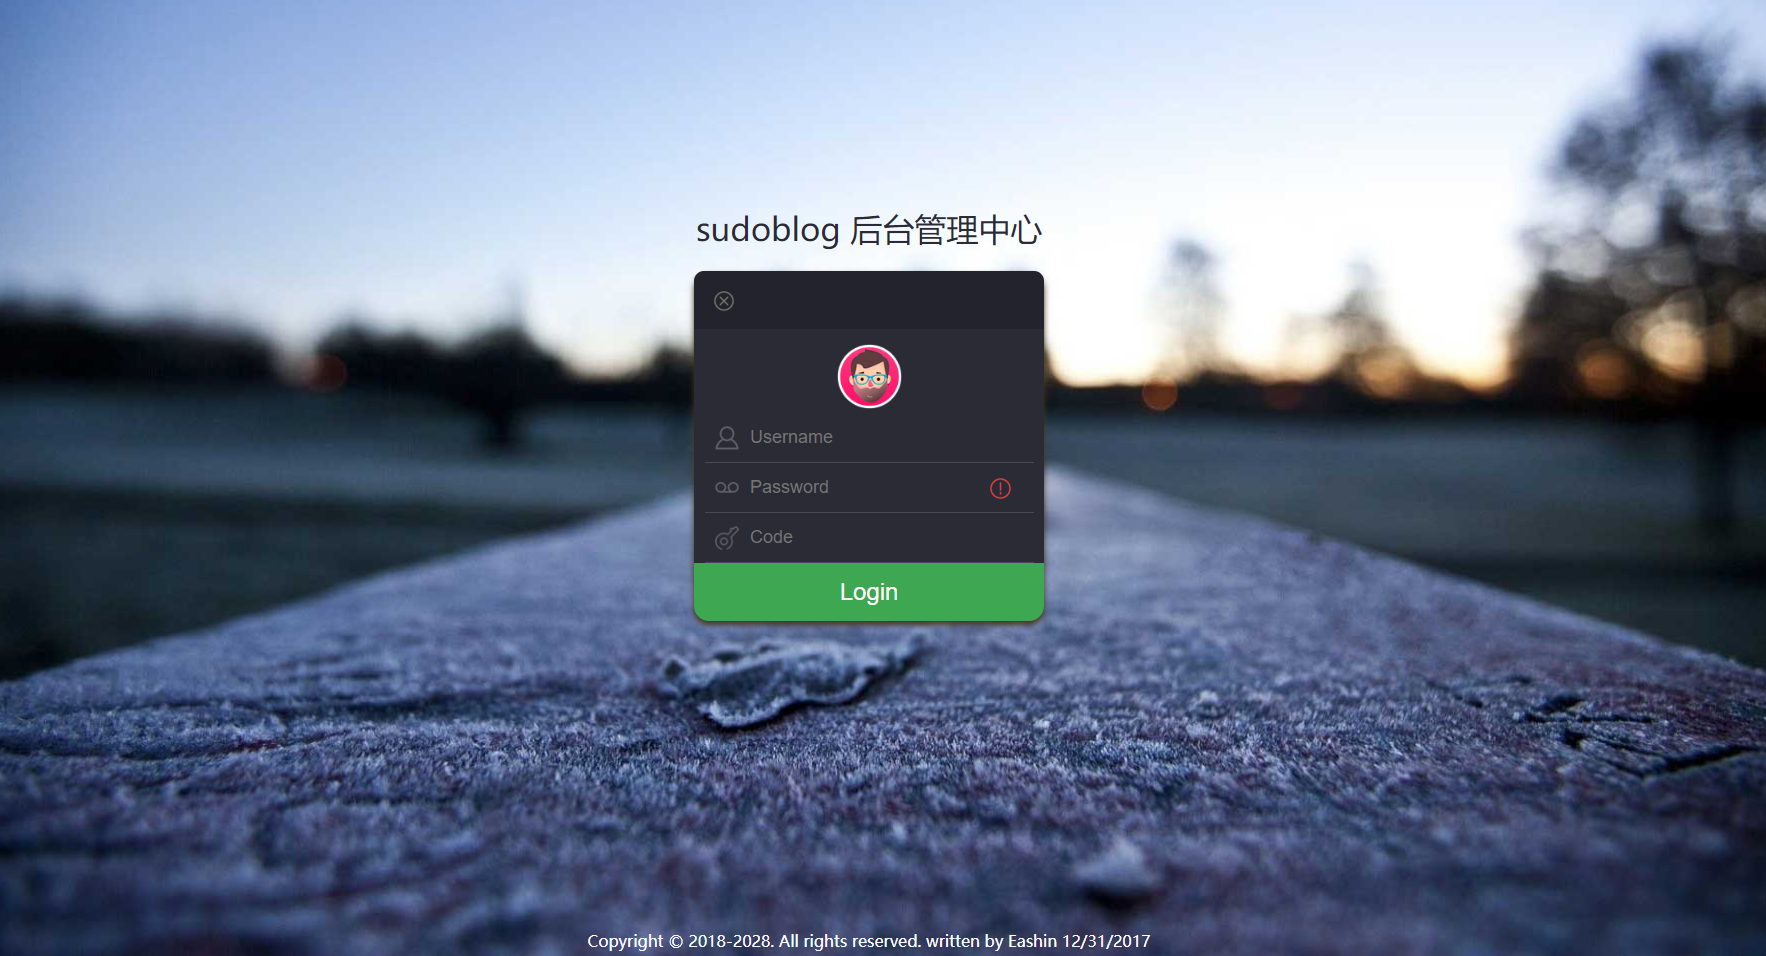 sudoblog 后台管理中心
Username
Password
Code
Login
Copyright © 2018-2028. All rights reserved. written by Eashin 12/31/2017